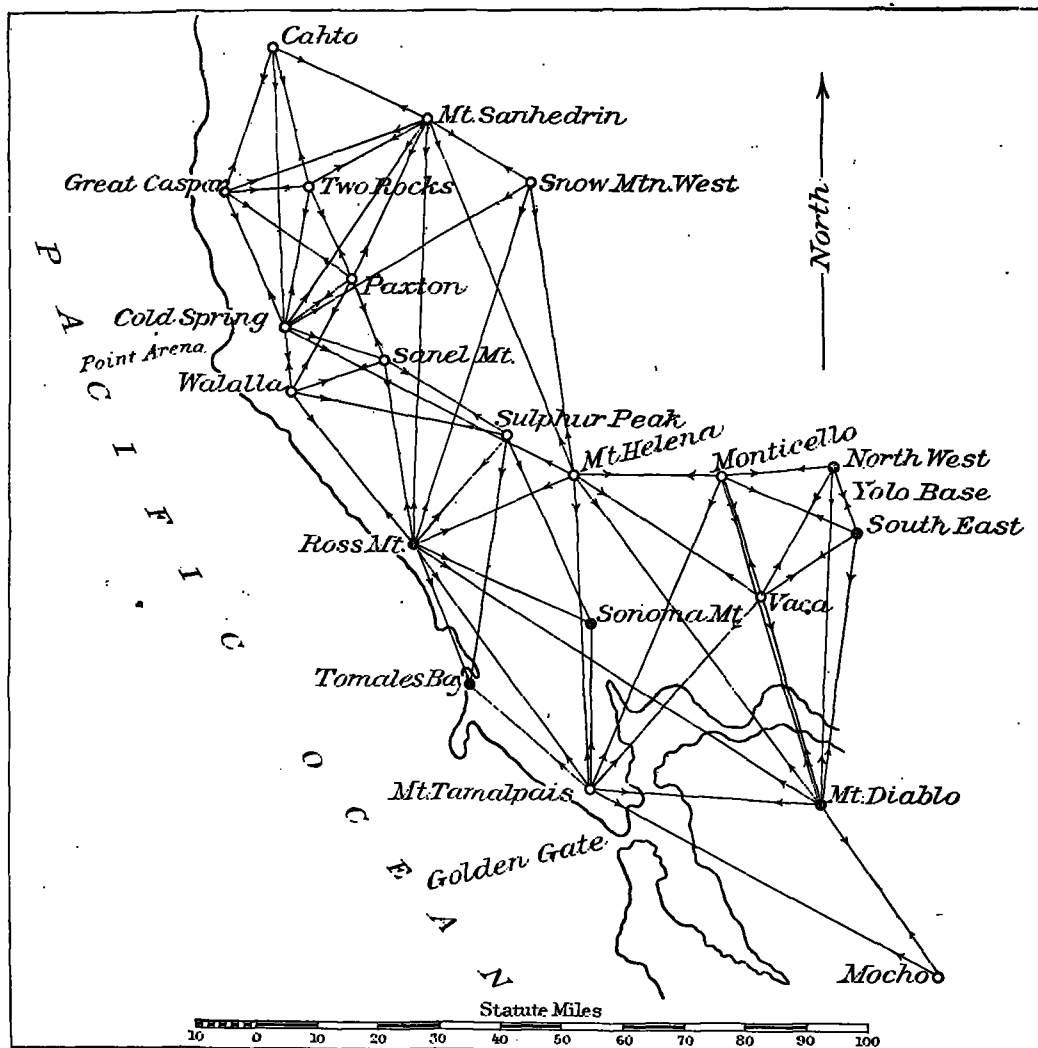 Cahto
Mt. Sanhedrin
Great Caspar
Two Rocks
Snow Mtn. West
North
Paxton
Cold Spring
Point Arena
Sanel Mt.
Walalla
Sulphur Peak
Mt. Helena
Monticello
North West
Yolo Base
South East
Ross Mt.
Vaca
Sonoma Mt.
Tomales Bay
Mt. Tamalpais
Mt. Diablo
Golden Gate
Mocho
PACIFIC OCEAN
Statute Miles
10 0 10 20 30 40 50 60 70 80 90 100